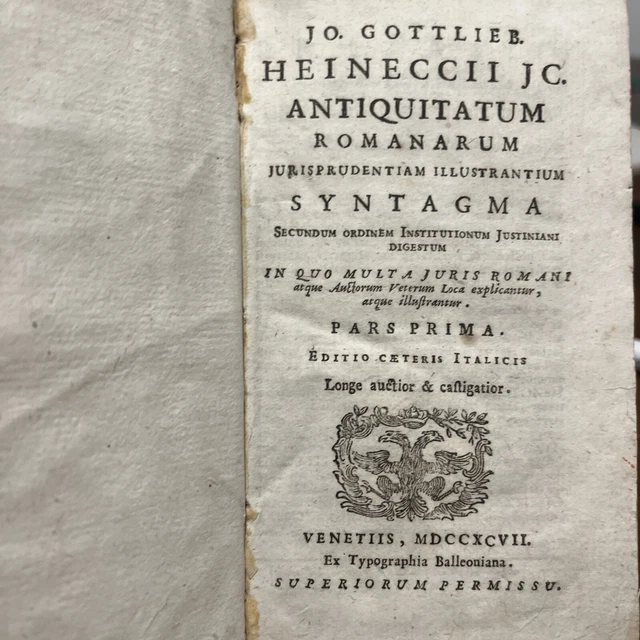 JO. GOTTLIEB.
HEINECCII JC.
ANTIQUITATUM
ROMANARUM
JURISPRUDENTIAM ILLUSTRANTIUM
SYNTAGMA
SECUNDUM ORDINEM INSTITUTIONUM JUSTINIANI
DIGESTUM
IN QUO MULTA JURIS ROMANI
atque Auctorum Veterum Loca explicantur,
atque illuſtrantur.
PARS PRIMA.
EDITIO CÆTERIS ITALICIS
Longe auctior & caſtigatior.
VENETIIS, MDCCXCVII.
Ex Typographia Balleoniana.
SUPERIORUM PERMISSU.